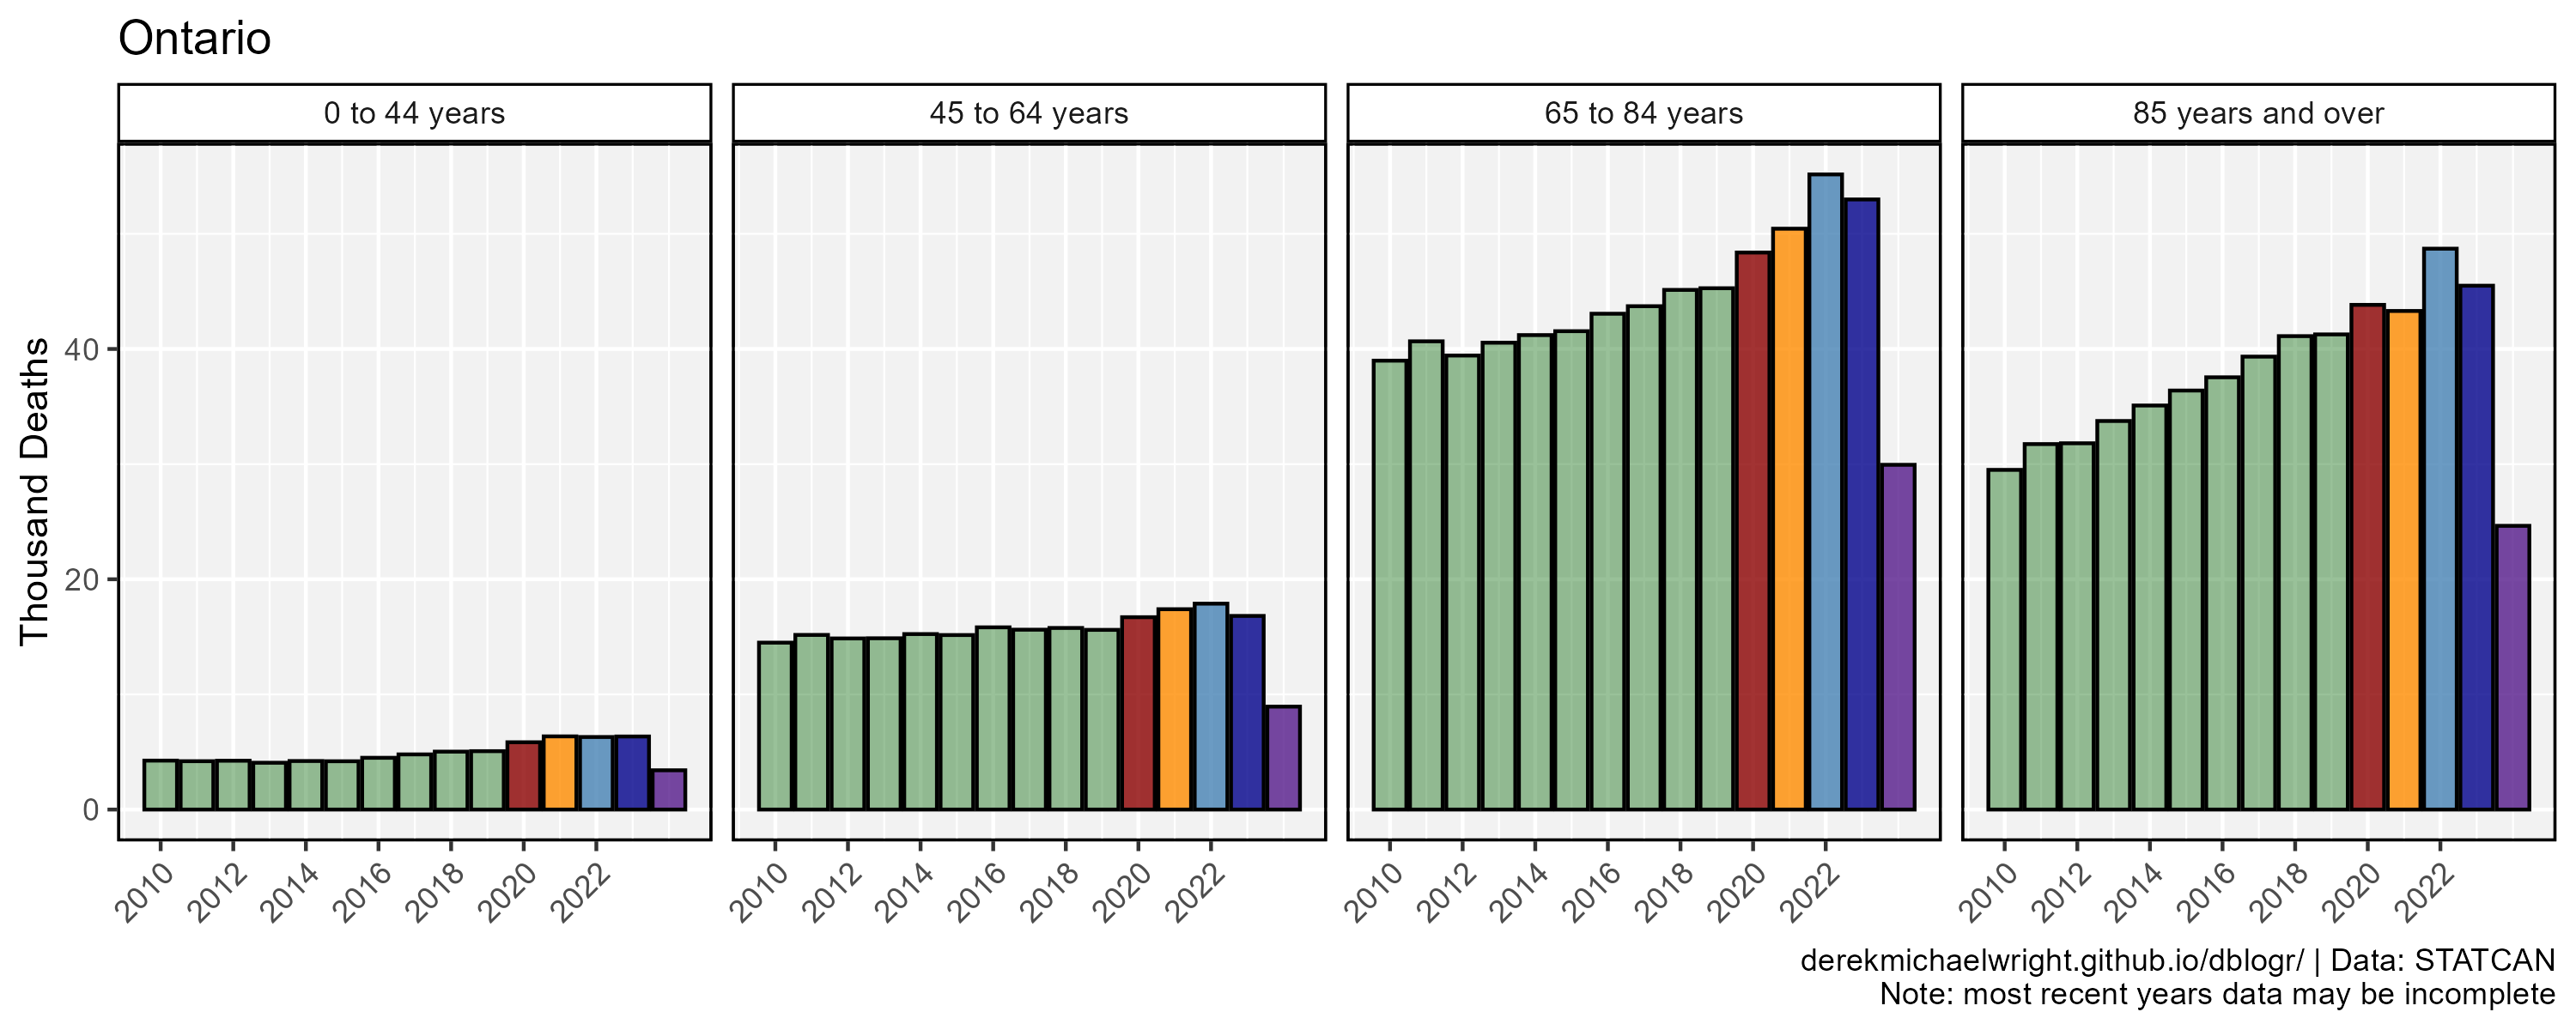 Ontario
0 to 44 years
45 to 64 years
65 to 84 years
85 years and over
Thousand Deaths
40
20
0
2010 2012 2014 2016 2018 2020 2022
2010 2012 2014 2016 2018 2020 2022
2010 2012 2014 2016 2018 2020 2022
2010 2012 2014 2016 2018 2020 2022
derekmichaelwright.github.io/dblogr/ | Data: STATCAN
Note: most recent years data may be incomplete